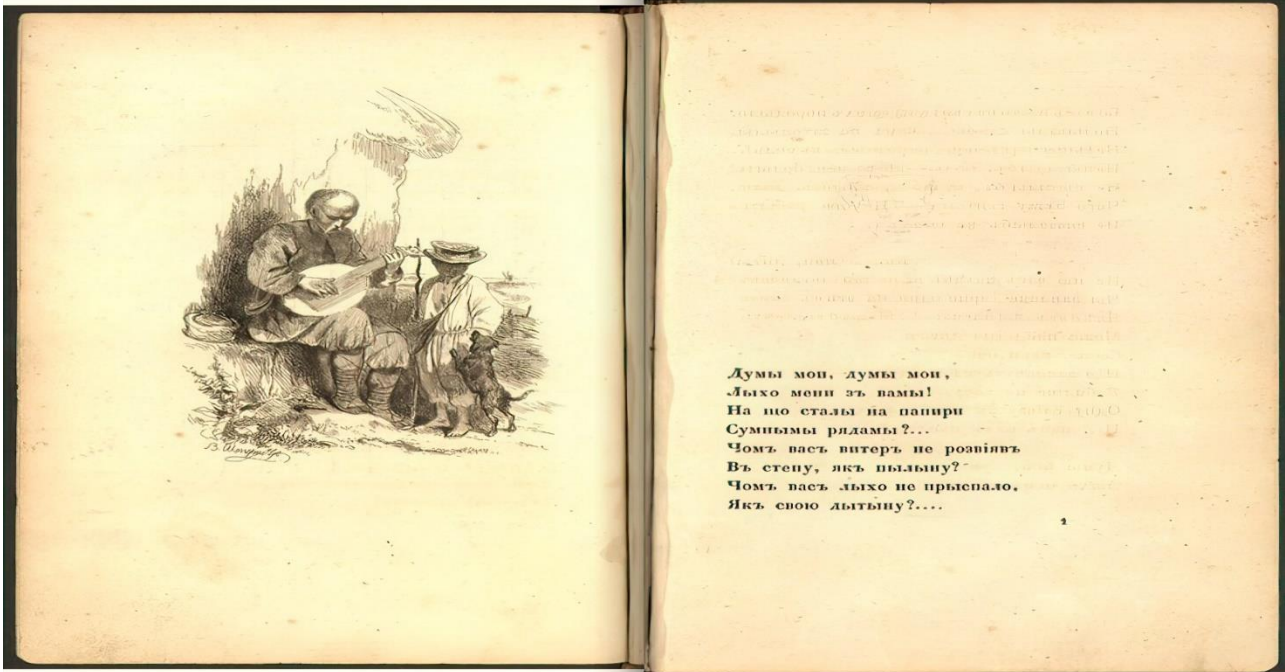 Думы мои, думы мои,
Лыхо мени зъ вамы!
На що сталы на папири
Сумнымы рядамы?...
Чомъ васъ витеръ не розвіявъ
Въ степу, якъ пылыну?
Чомъ васъ лыхо не прыспало,
Якъ свою дытыну?....
1